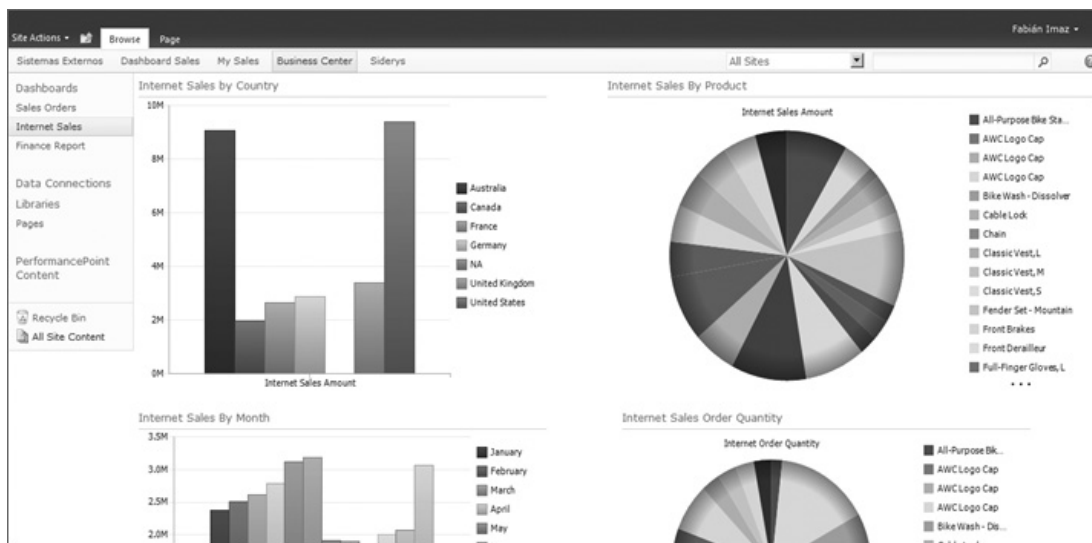 Fabián Imaz
Site Actions
Browse
Page
Sistemas Externos
Dashboard Sales
My Sales
Business Center
Siderys
All Sites
Dashboards
Sales Orders
Internet Sales
Finance Report
Data Connections
Libraries
Pages
PerformancePoint
Content
Recycle Bin
All Site Content
Internet Sales by Country
10M
8M
6M
4M
2M
0M
Internet Sales Amount
Australia
Canada
France
Germany
NA
United Kingdom
United States
Internet Sales By Product
Internet Sales Amount
All-Purpose Bike Sta...
AWC Logo Cap
AWC Logo Cap
AWC Logo Cap
Bike Wash - Dissolver
Cable Lock
Chain
Classic Vest, L
Classic Vest, M
Classic Vest, S
Fender Set - Mountain
Front Brakes
Front Derailleur
Full-Finger Gloves, L
...
Internet Sales By Month
3.5M
3.0M
2.5M
2.0M
January
February
March
April
May
Internet Sales Order Quantity
Internet Order Quantity
All-Purpose Bik...
AWC Logo Cap
AWC Logo Cap
AWC Logo Cap
Bike Wash - Dis...